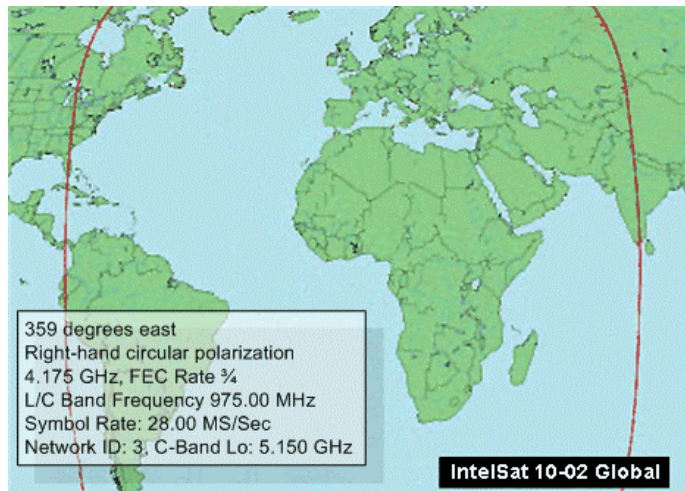 359 degrees east
Right-hand circular polarization
4.175 GHz, FEC Rate ¾
L/C Band Frequency 975.00 MHz
Symbol Rate: 28.00 MS/Sec
Network ID: 3, C-Band Lo: 5.150 GHz
IntelSat 10-02 Global